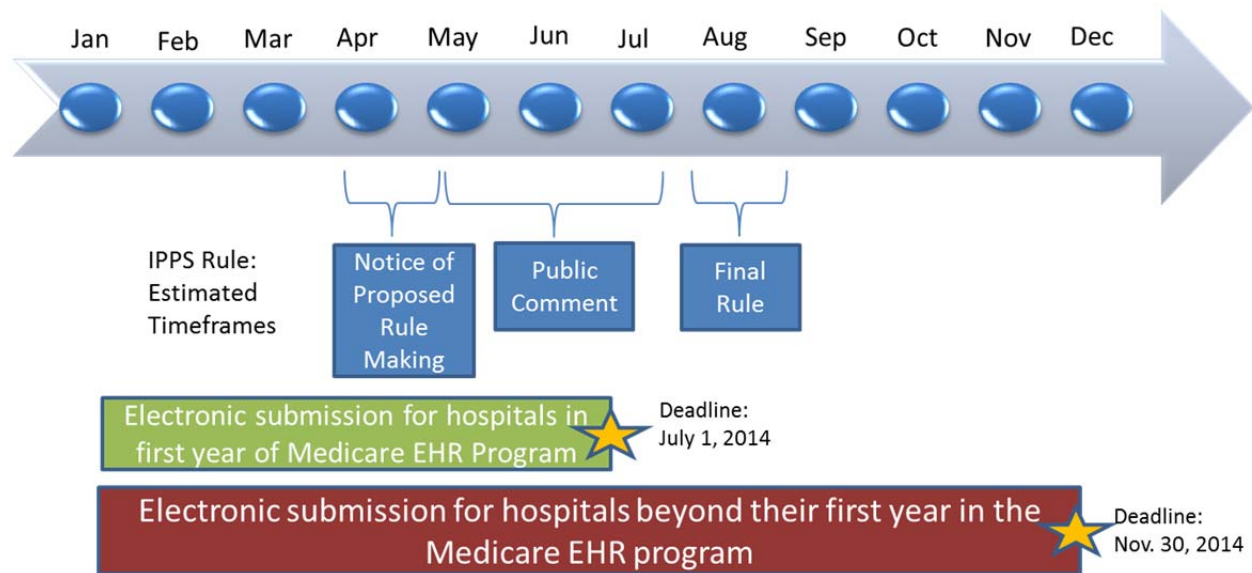 Jan Feb Mar Apr May Jun Jul Aug Sep Oct Nov Dec
IPPS Rule:
Estimated
Timeframes
Notice of
Proposed
Rule
Making
Public
Comment
Final
Rule
Electronic submission for hospitals in
first year of Medicare EHR Program
Deadline:
July 1, 2014
Electronic submission for hospitals beyond their first year in the
Medicare EHR program
Deadline:
Nov. 30, 2014